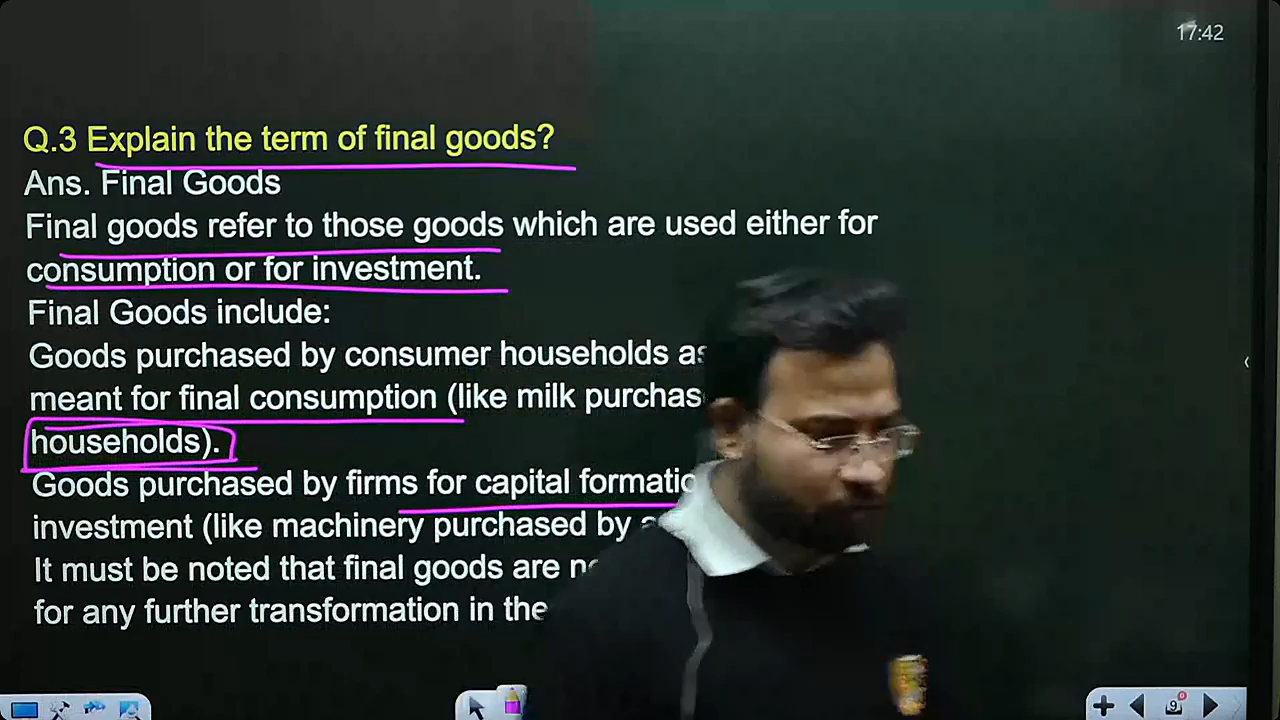 17:42
Q.3 Explain the term of final goods?
Ans. Final Goods
Final goods refer to those goods which are used either for
consumption or for investment.
Final Goods include:
Goods purchased by consumer households as
meant for final consumption (like milk
households).
Goods purchased by firms for capital
investment (like machinery purchased by
It must be noted that final goods are
for any further transformation in the
9